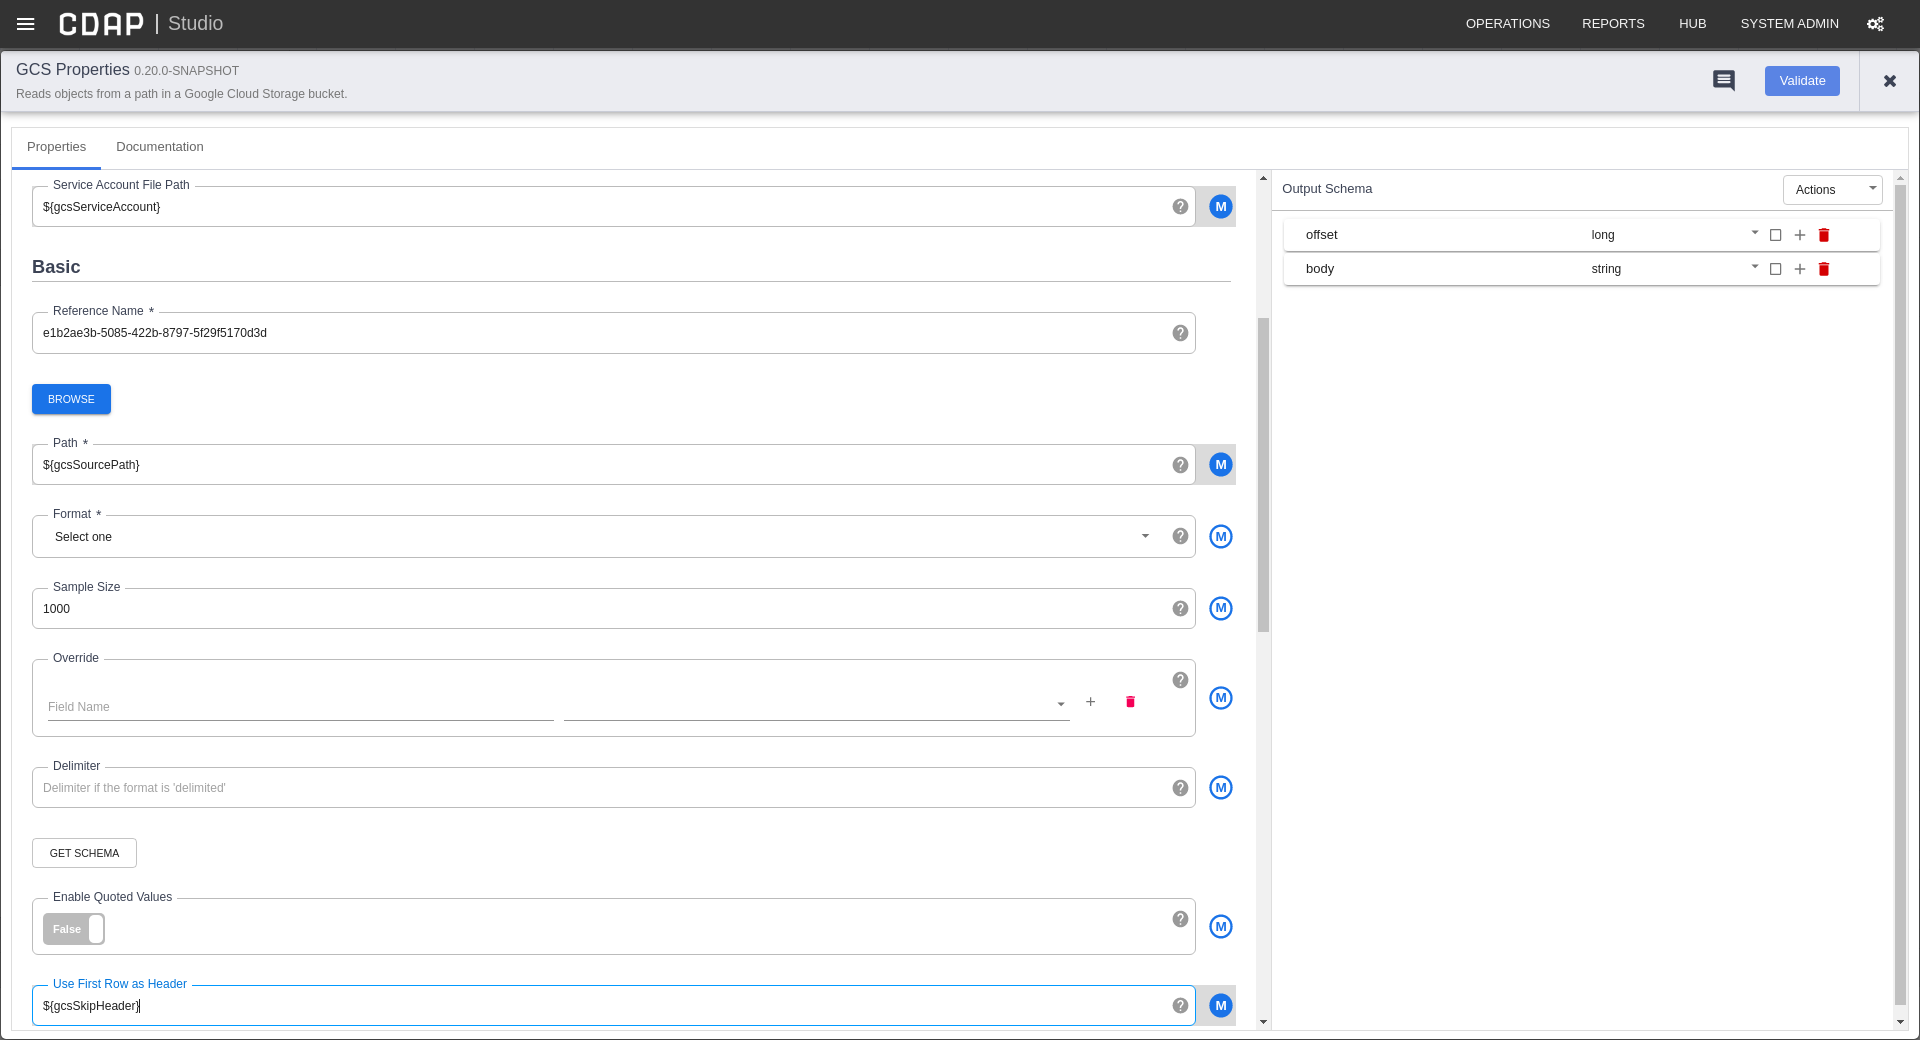 CDAP | Studio
OPERATIONS REPORTS HUB SYSTEM ADMIN
GCS Properties 0.20.0-SNAPSHOT
Reads objects from a path in a Google Cloud Storage bucket.
Validate
Properties Documentation
Service Account File Path
${gcsServiceAccount}
M
Basic
Reference Name *
e1b2ae3b-5085-422b-8797-5f29f5170d3d
BROWSE
Path *
${gcsSourcePath}
M
Format *
Select one
M
Sample Size
1000
M
Override
Field Name
M
Delimiter
Delimiter if the format is 'delimited'
M
GET SCHEMA
Enable Quoted Values
False
M
Use First Row as Header
${gcsSkipHeader}
M
Output Schema
Actions
offset long
body string